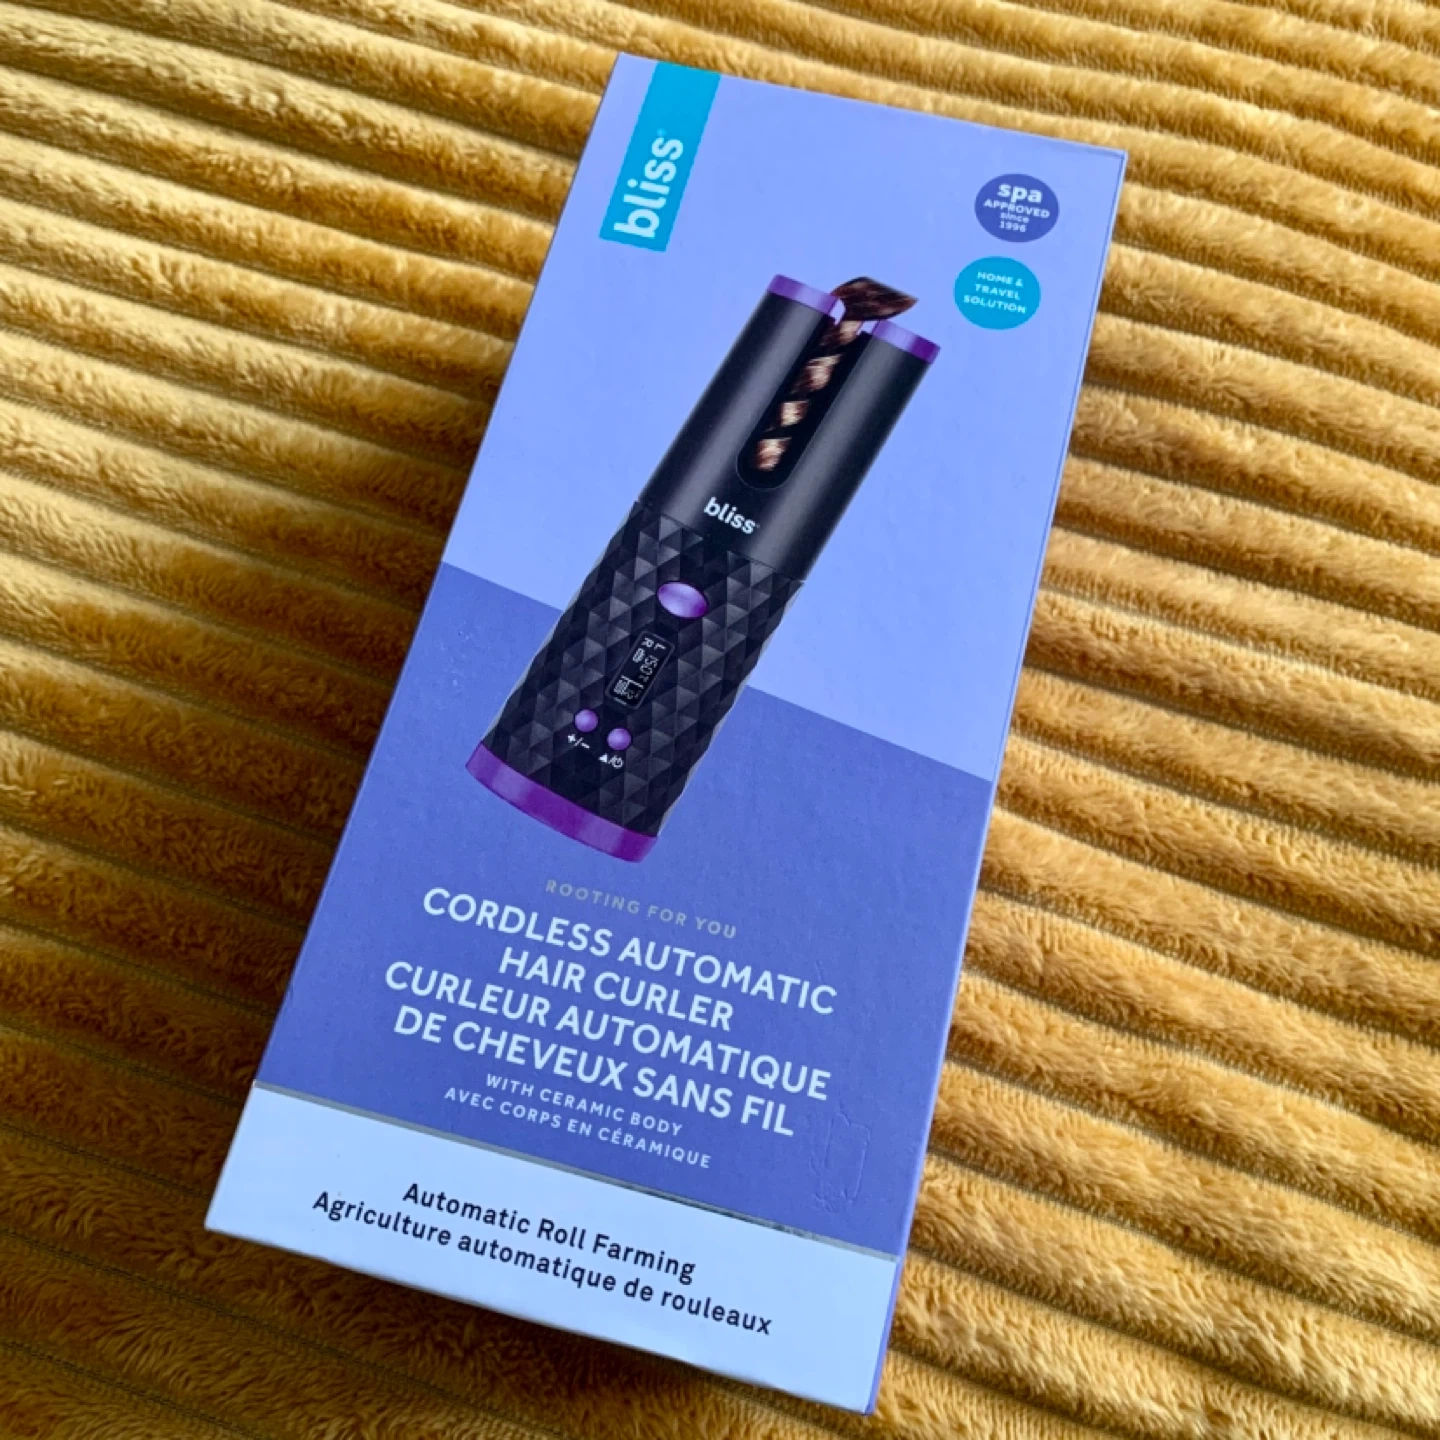 bliss
spa
APPROVED
since
1996
HOME &
TRAVEL
SOLUTION
bliss
L R
150°
+/-
ROOTING FOR YOU
CORDLESS AUTOMATIC
HAIR CURLER
CURLEUR AUTOMATIQUE
DE CHEVEUX SANS FIL
WITH CERAMIC BODY
AVEC CORPS EN CÉRAMIQUE
Automatic Roll Farming
Agriculture automatique de rouleaux